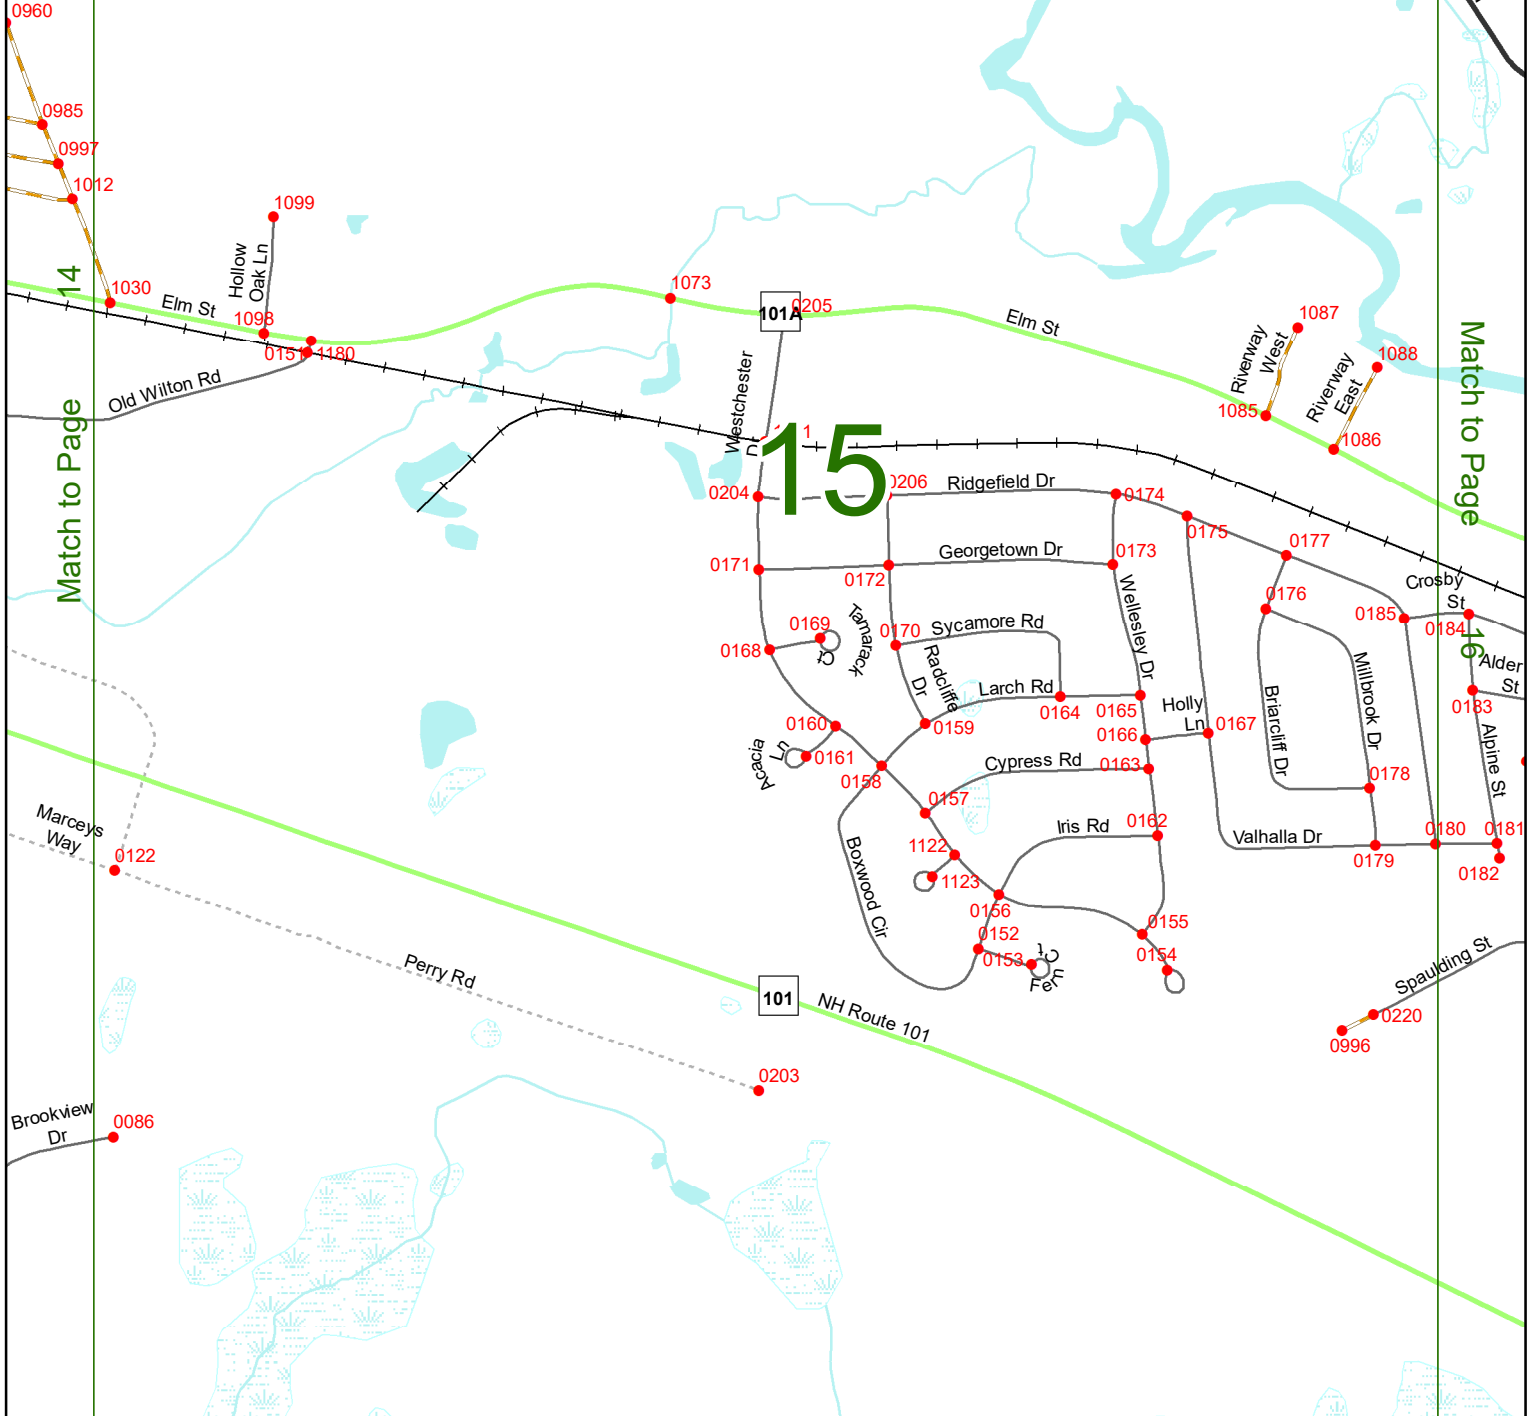 0960
0985
0997
1012
1099
Hollow
Oak Ln
14
1030
Elm St
1098
1180
Old Wilton Rd
1073
101A
0205
Elm St
1087
Riverway
West
1088
Riverway
East
1085
1086
Match to Page
Match to Page
Westchester
15
0204
0206
Ridgefield Dr
0174
0175
0177
0171
0172
Georgetown Dr
0173
Crosby
St
0176
0185
0184
16
Wellesley Dr
0169
Ct
Tamarack
0170
Sycamore Rd
0168
Radcliffe
Dr
Larch Rd
0164
0165
Holly
Ln
0166
0167
Briarcliff Dr
Millbrook Dr
Alder
St
0183
Alpine St
0160
0159
Acacia
Ln
0161
0158
Cypress Rd
0163
0178
0157
Iris Rd
0162
Valhalla Dr
0179
0180
0181
0182
Marceys
Way
0122
1122
1123
Boxwood Cir
0156
0155
0152
0153
Fern
Ct
0154
Spaulding St
0220
0996
Perry Rd
101
NH Route 101
0203
Brookview
Dr
0086